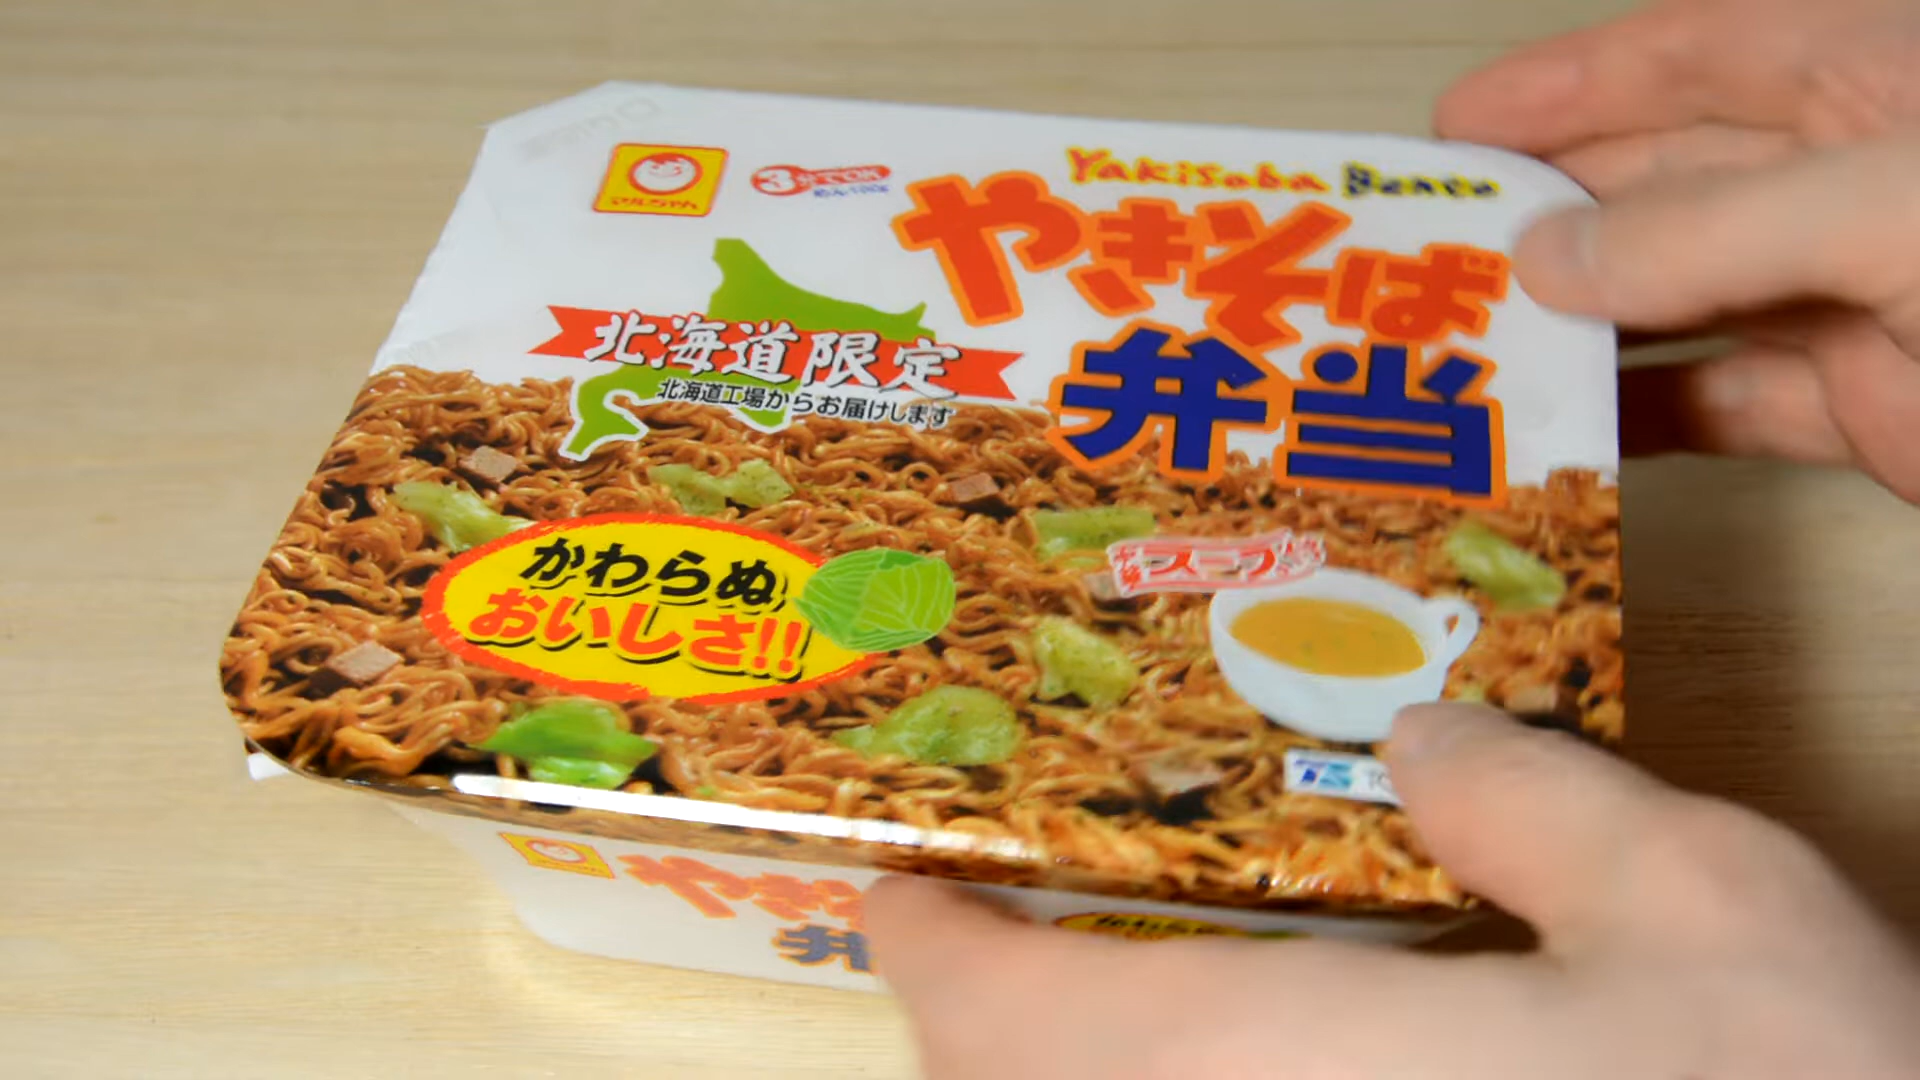 マルちゃん
Yakisoba Bento
やきそば
弁当
北海道限定
北海道工場からお届けします
かわらぬ
おいしさ!!
スープ
TS
やきそ
弁